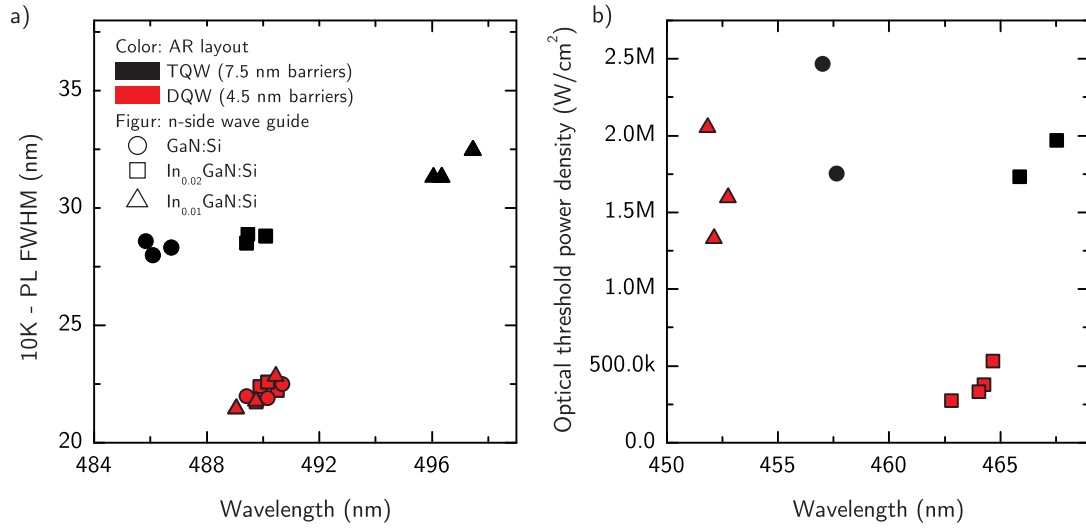 a)
10K - PL FWHM (nm)
35
30
25
20
484
488
492
496
Wavelength (nm)
Color: AR layout
TQW (7.5 nm barriers)
DQW (4.5 nm barriers)
Figur: n-side wave guide
GaN:Si
In0.02GaN:Si
In0.01GaN:Si
b)
Optical threshold power density (W/cm²)
2.5M
2.0M
1.5M
1.0M
500.0k
0.0
450
455
460
465
Wavelength (nm)